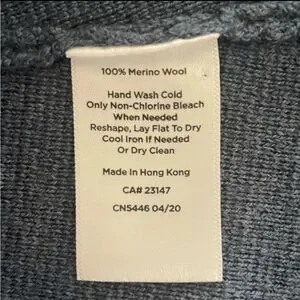 100% Merino Wool
Hand Wash Cold
Only Non-Chlorine Bleach
When Needed
Reshape, Lay Flat To Dry
Cool Iron If Needed
Or Dry Clean
Made in Hong Kong
CA# 23147
CN5446 04/20